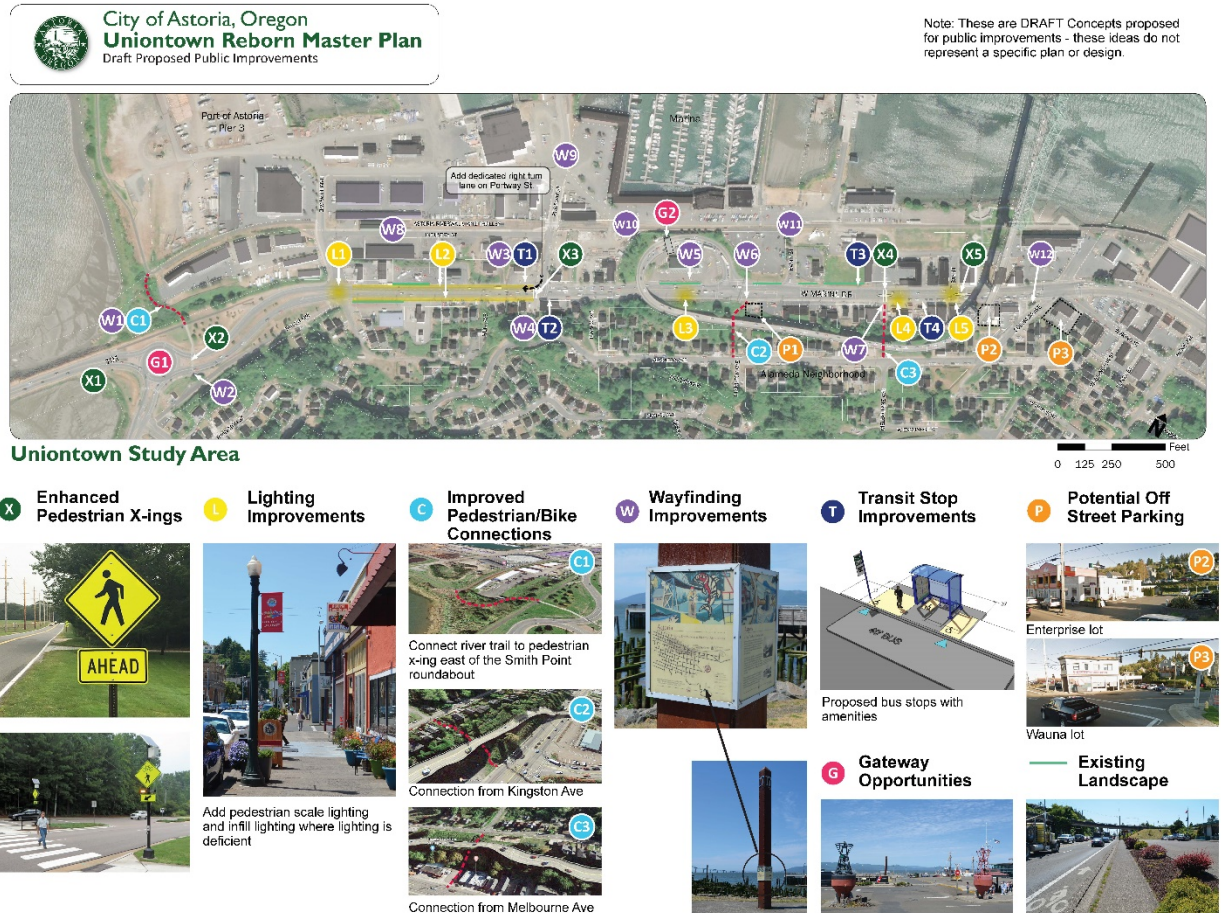 ASTORIA
OREGON
City of Astoria, Oregon
Uniontown Reborn Master Plan
Draft Proposed Public Improvements
Note: These are DRAFT Concepts proposed
for public improvements - these ideas do not
represent a specific plan or design.
Port of Astoria
Pier 3
Marina
W9
Add dedicated right turn
lane on Portway St
G2
W8
W10
W11
L1
L2
W3
T1
X3
W5
W6
T3
X4
X5
W12
W MARINE DR
W1
C1
X2
W4
T2
L3
L4
T4
L5
G1
C2
P1
W7
P2
P3
X1
W2
Alameda Neighborhood
C3
N
Uniontown Study Area
Feet
0 125 250 500
X
Enhanced
Pedestrian X-ings
L
Lighting
Improvements
C
Improved
Pedestrian/Bike
Connections
W
Wayfinding
Improvements
T
Transit Stop
Improvements
P
Potential Off
Street Parking
AHEAD
Add pedestrian scale lighting
and infill lighting where lighting is
deficient
C1
Connect river trail to pedestrian
x-ing east of the Smith Point
roundabout
C2
Connection from Kingston Ave
C3
Connection from Melbourne Ave
Proposed bus stops with
amenities
P2
Enterprise lot
P3
Wauna lot
G
Gateway
Opportunities
Existing
Landscape